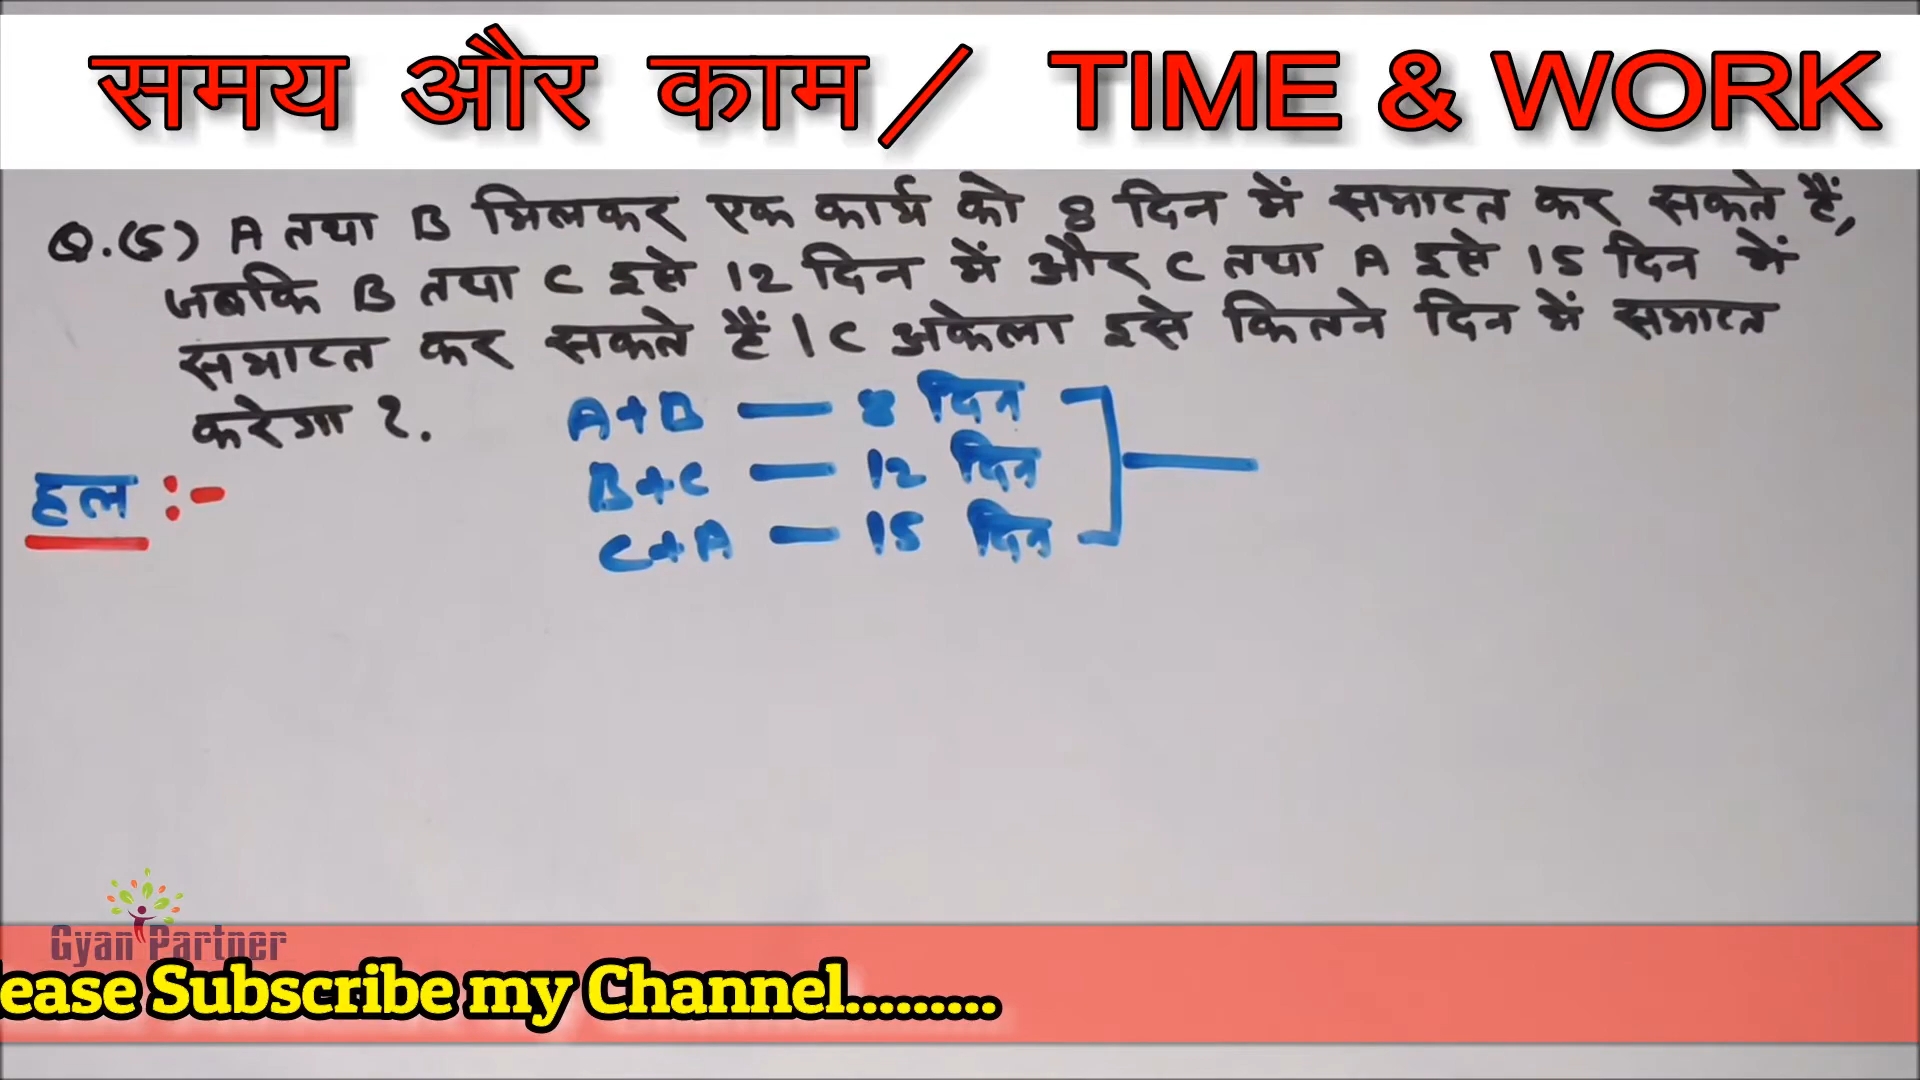 समय और काम / TIME & WORK
Q.(5) A तथा B मिलकर एक कार्य को 8 दिन में समाप्त कर सकते हैं,
जबकि B तथा C इसे 12 दिन में और C तथा A इसे 15 दिन में
समाप्त कर सकते हैं । C अकेला इसे कितने दिन में समाप्त
करेगा ?.
A+B — 8 दिन
B+C — 12 दिन
C+A — 15 दिन
हल :-
Gyan Partner
ease Subscribe my Channel.........